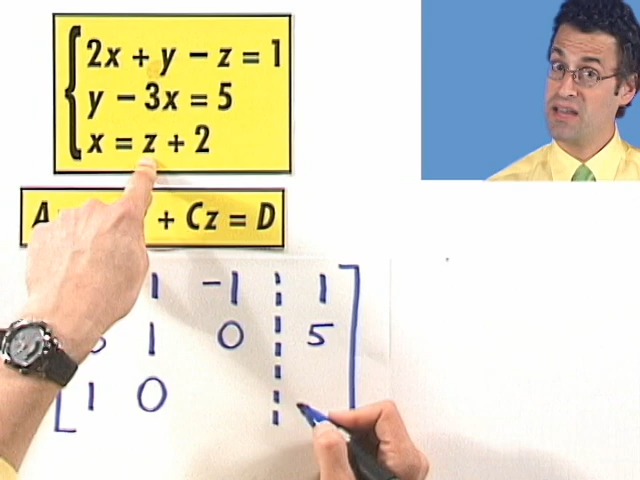 2x + y − z = 1
y − 3x = 5
x = z + 2
A + Cz = D
1 −1 1
1 0 5
1 0